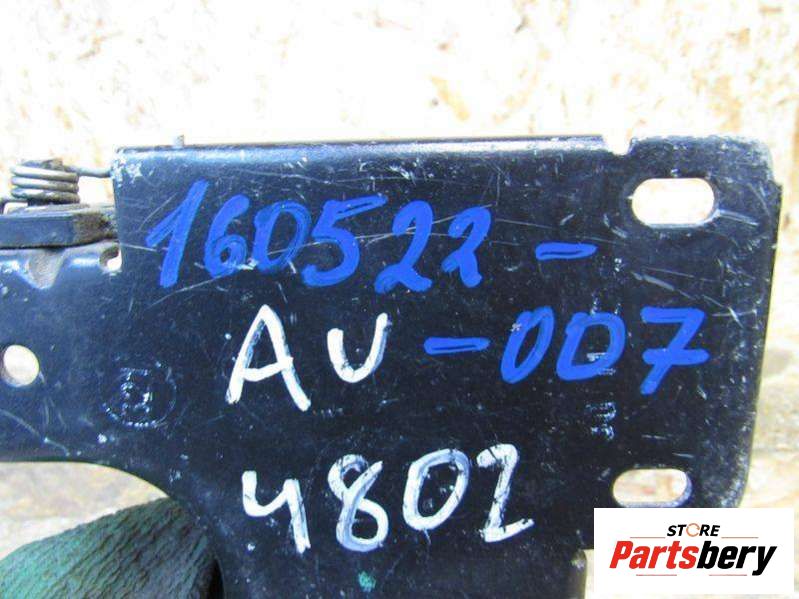 160522-
AU-007
4802
STORE
Partsbery